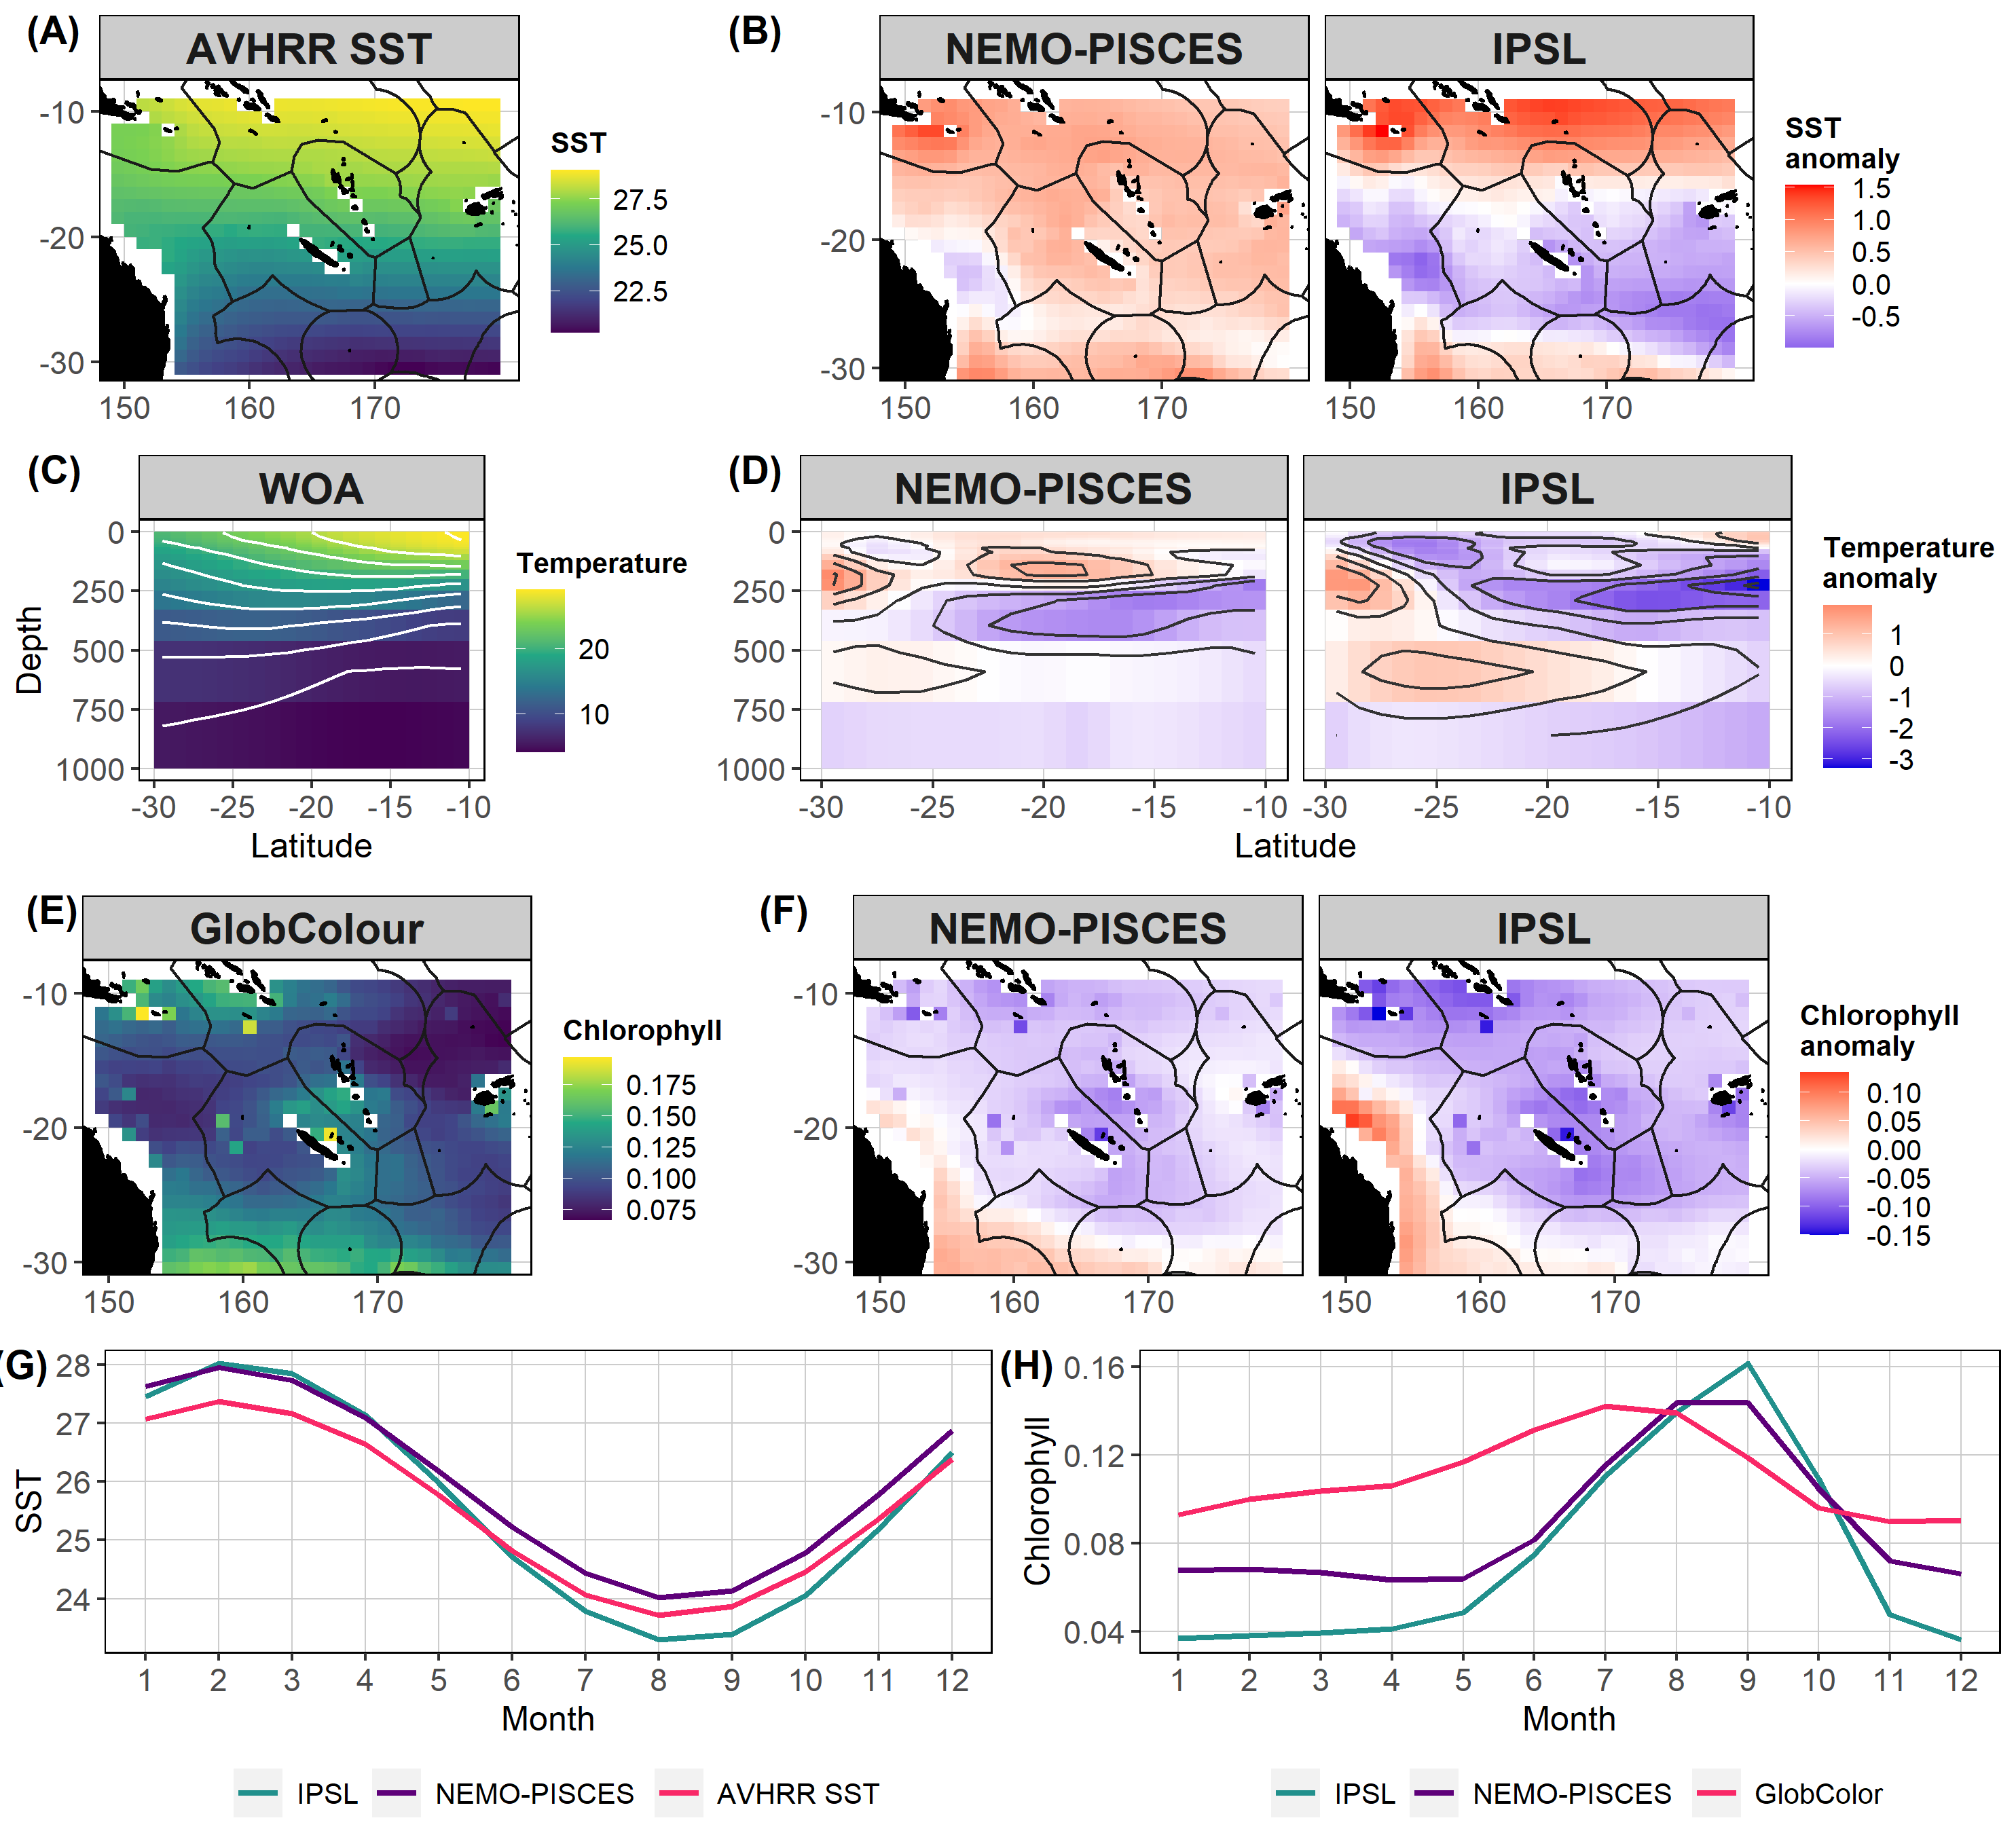 (A)
AVHRR SST
-10
-20
-30
150 160 170
SST
27.5
25.0
22.5
(B)
NEMO-PISCES
IPSL
-10
-20
-30
150 160 170
150 160 170
SST
anomaly
1.5
1.0
0.5
0.0
-0.5
(C)
WOA
Depth
0
250
500
750
1000
-30 -25 -20 -15 -10
Latitude
Temperature
20
10
(D)
NEMO-PISCES
IPSL
0
250
500
750
1000
-30 -25 -20 -15 -10
-30 -25 -20 -15 -10
Latitude
Temperature
anomaly
1
0
-1
-2
-3
(E)
GlobColour
-10
-20
-30
150 160 170
Chlorophyll
0.175
0.150
0.125
0.100
0.075
(F)
NEMO-PISCES
IPSL
-10
-20
-30
150 160 170
150 160 170
Chlorophyll
anomaly
0.10
0.05
0.00
-0.05
-0.10
-0.15
(G)
SST
28
27
26
25
24
1 2 3 4 5 6 7 8 9 10 11 12
Month
IPSL NEMO-PISCES AVHRR SST
(H)
Chlorophyll
0.16
0.12
0.08
0.04
1 2 3 4 5 6 7 8 9 10 11 12
Month
IPSL NEMO-PISCES GlobColor